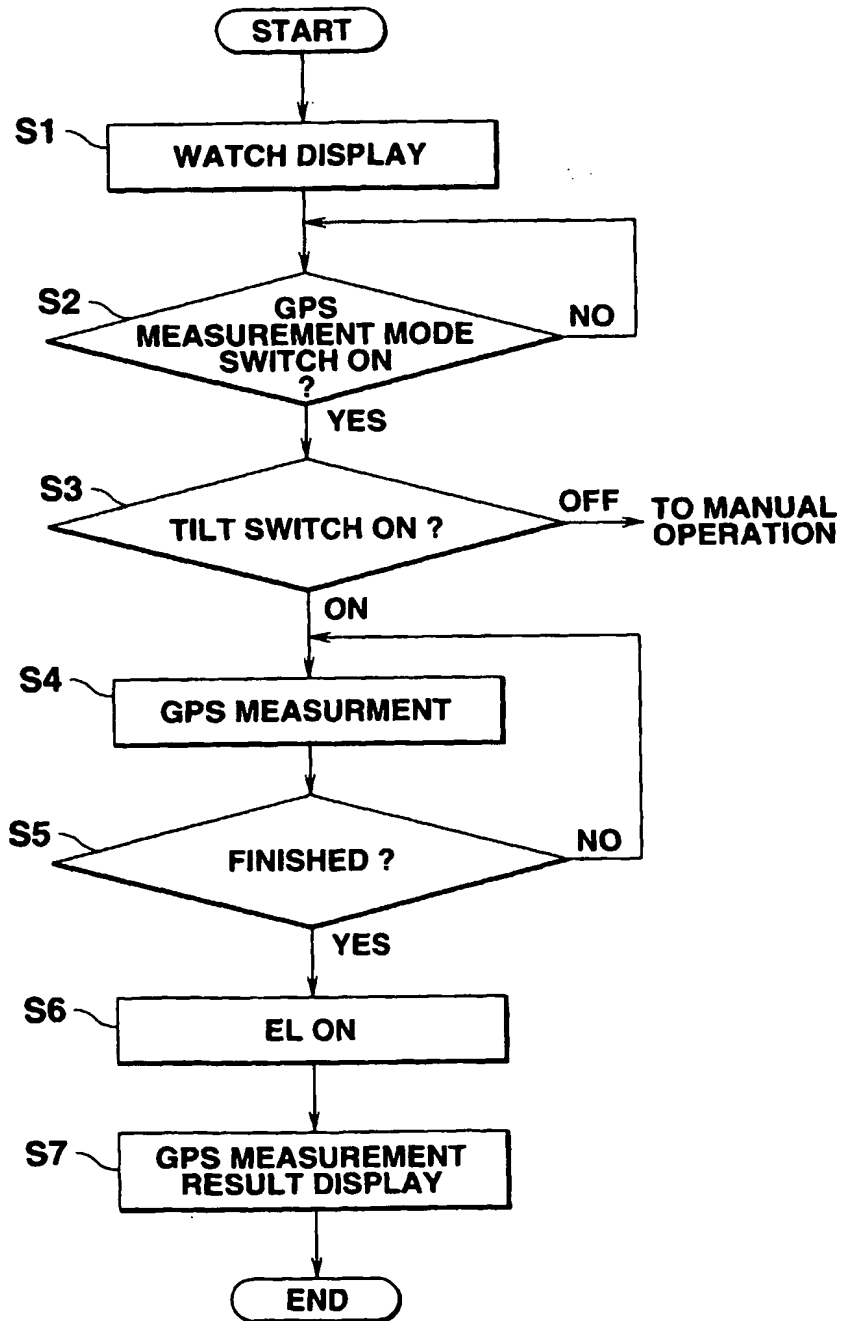 START
S1
WATCH DISPLAY
S2
GPS
MEASUREMENT MODE
SWITCH ON
?
NO
YES
S3
TILT SWITCH ON ?
OFF
TO MANUAL
OPERATION
ON
S4
GPS MEASURMENT
S5
FINISHED ?
NO
YES
S6
EL ON
S7
GPS MEASUREMENT
RESULT DISPLAY
END